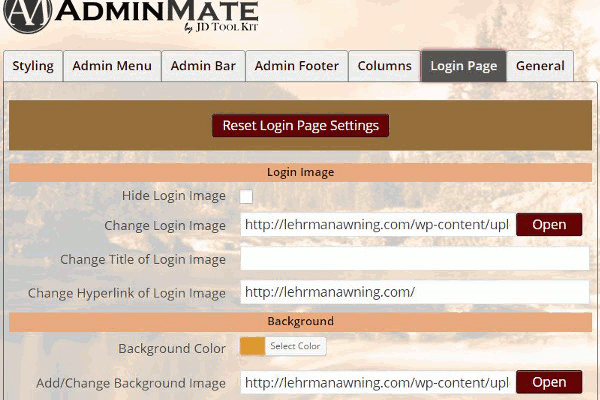 AM ADMINMATE
by JD TOOL KIT
Styling Admin Menu Admin Bar Admin Footer Columns Login Page General
Reset Login Page Settings
Login Image
Hide Login Image
Change Login Image http://lehrmanawning.com/wp-content/upl Open
Change Title of Login Image
Change Hyperlink of Login Image http://lehrmanawning.com/
Background
Background Color Select Color
Add/Change Background Image http://lehrmanawning.com/wp-content/upl Open